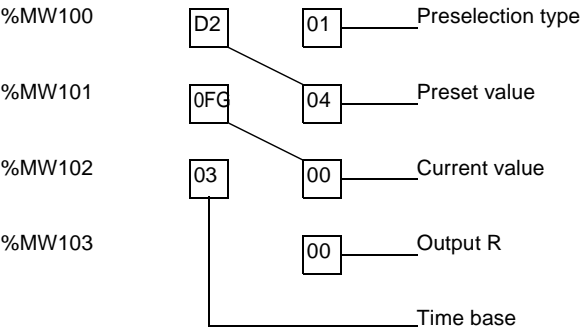 %MW100 D2 01 Preselection type
%MW101 0FG 04 Preset value
%MW102 03 00 Current value
%MW103 00 Output R
Time base